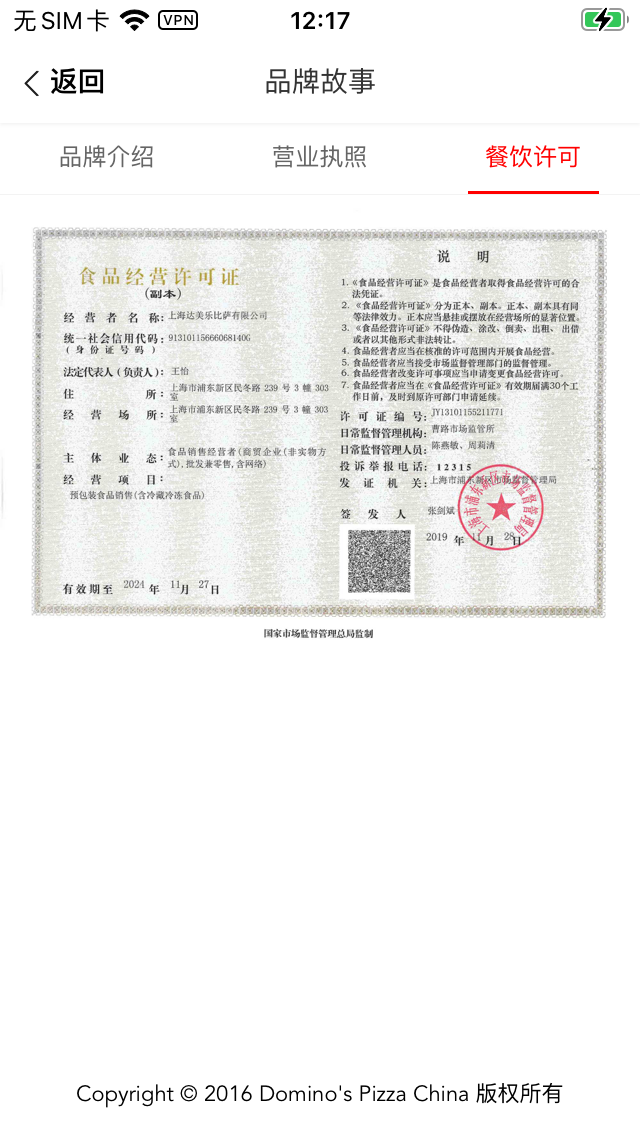 无SIM卡 VPN 12:17
返回 品牌故事
品牌介绍 营业执照 餐饮许可
食品经营许可证
(副本)
经营者名称: 上海达美乐比萨有限公司
统一社会信用代码: 91310115666068140G
(身份证号码)
法定代表人(负责人): 王怡
住所: 上海市浦东新区民冬路 239 号 3 幢 303
室
经营场所: 上海市浦东新区民冬路 239 号 3 幢 303
室
主体业态: 食品销售经营者(商贸企业(非实物方
式),批发兼零售,含网络)
经营项目:
预包装食品销售(含冷藏冷冻食品)
有效期至 2024 年 11月 27日
说 明
1.《食品经营许可证》是食品经营者取得食品经营许可的合
法凭证。
2.《食品经营许可证》分为正本、副本。正本、副本具有同
等法律效力。正本应当悬挂或摆放在经营场所的显著位置。
3.《食品经营许可证》不得伪造、涂改、倒卖、出租、出借
或者以其他形式非法转让。
4. 食品经营者应当在核准的许可范围内开展食品经营。
5. 食品经营者应当接受市场监督管理部门的监督管理。
6. 食品经营者改变许可事项应当申请变更食品经营许可。
7. 食品经营者应当在《食品经营许可证》有效期届满30个工
作日前，及时到原许可部门申请延续。
许可证编号: JY13101155211771
日常监督管理机构: 曹路市场监管所
日常监督管理人员: 陈燕敏、周莉清
投诉举报电话: 12315
发证机关: 上海市浦东新区市场监督管理局
签发人 张剑斌
2019 年 11 月 28日
上海市浦东新区市场监督管理局
国家市场监督管理总局监制
Copyright © 2016 Domino's Pizza China 版权所有